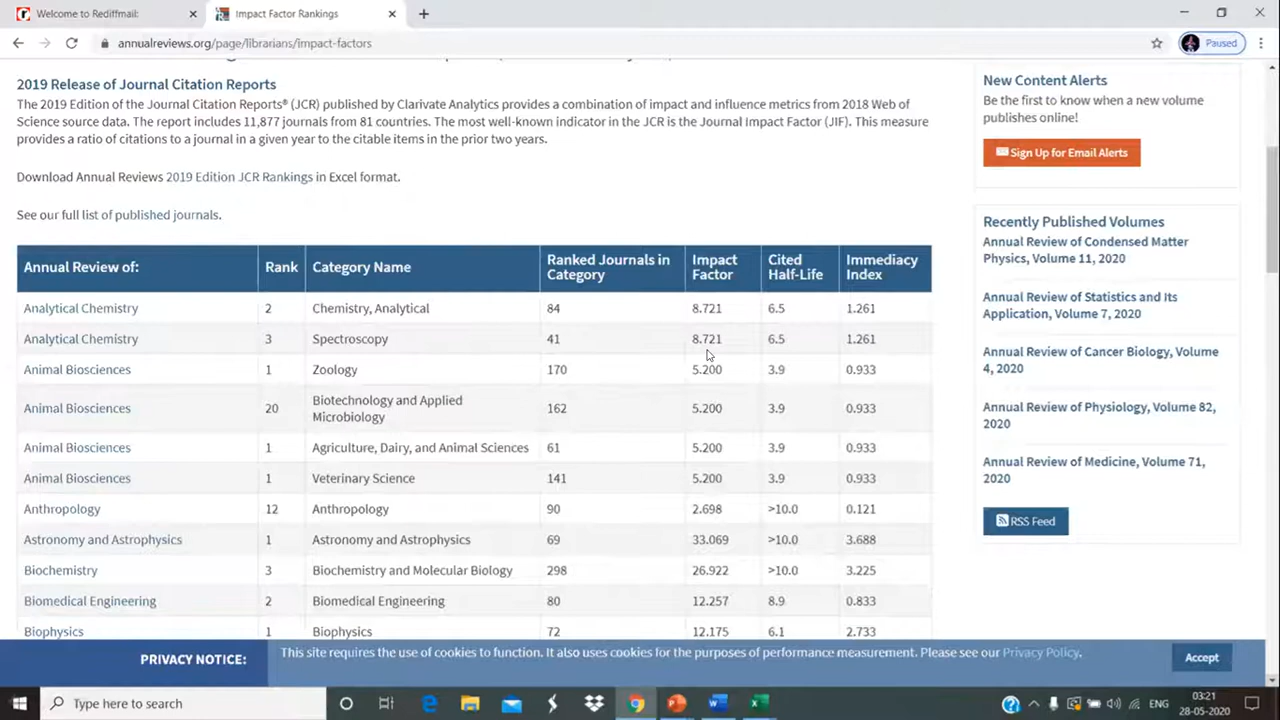 Welcome to Rediffmail:
Impact Factor Rankings
annualreviews.org/page/librarians/impact-factors
Paused
2019 Release of Journal Citation Reports
The 2019 Edition of the Journal Citation Reports® (JCR) published by Clarivate Analytics provides a combination of impact and influence metrics from 2018 Web of
Science source data. The report includes 11,877 journals from 81 countries. The most well-known indicator in the JCR is the Journal Impact Factor (JIF). This measure
provides a ratio of citations to a journal in a given year to the citable items in the prior two years.
Download Annual Reviews 2019 Edition JCR Rankings in Excel format.
See our full list of published journals.
Annual Review of: Rank Category Name Ranked Journals in Category Impact Factor Cited Half-Life Immediacy Index
Analytical Chemistry 2 Chemistry, Analytical 84 8.721 6.5 1.261
Analytical Chemistry 3 Spectroscopy 41 8.721 6.5 1.261
Animal Biosciences 1 Zoology 170 5.200 3.9 0.933
Animal Biosciences 20 Biotechnology and Applied Microbiology 162 5.200 3.9 0.933
Animal Biosciences 1 Agriculture, Dairy, and Animal Sciences 61 5.200 3.9 0.933
Animal Biosciences 1 Veterinary Science 141 5.200 3.9 0.933
Anthropology 12 Anthropology 90 2.698 >10.0 0.121
Astronomy and Astrophysics 1 Astronomy and Astrophysics 69 33.069 >10.0 3.688
Biochemistry 3 Biochemistry and Molecular Biology 298 26.922 >10.0 3.225
Biomedical Engineering 2 Biomedical Engineering 80 12.257 8.9 0.833
Biophysics 1 Biophysics 72 12.175 6.1 2.733
New Content Alerts
Be the first to know when a new volume
publishes online!
Sign Up for Email Alerts
Recently Published Volumes
Annual Review of Condensed Matter
Physics, Volume 11, 2020
Annual Review of Statistics and Its
Application, Volume 7, 2020
Annual Review of Cancer Biology, Volume
4, 2020
Annual Review of Physiology, Volume 82,
2020
Annual Review of Medicine, Volume 71,
2020
RSS Feed
PRIVACY NOTICE:
This site requires the use of cookies to function. It also uses cookies for the purposes of performance measurement. Please see our Privacy Policy.
Accept
Type here to search
ENG
03:21
28-05-2020